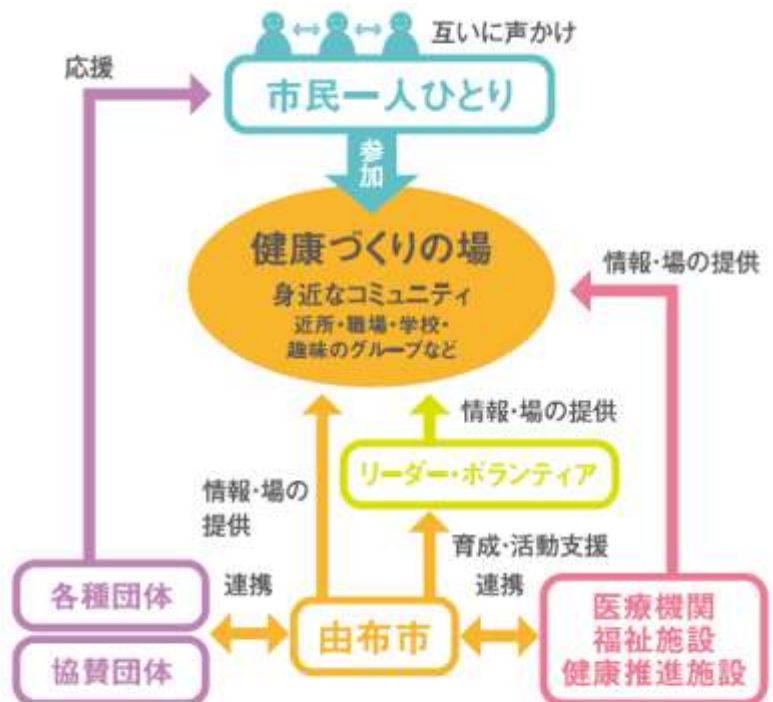 互いに声かけ
応援
市民一人ひとり
参加
健康づくりの場
身近なコミュニティ
近所・職場・学校・
趣味のグループなど
情報・場の提供
情報・場の提供
リーダー・ボランティア
情報・場の
提供
育成・活動支援
各種団体
協賛団体
連携
由布市
連携
医療機関
福祉施設
健康推進施設